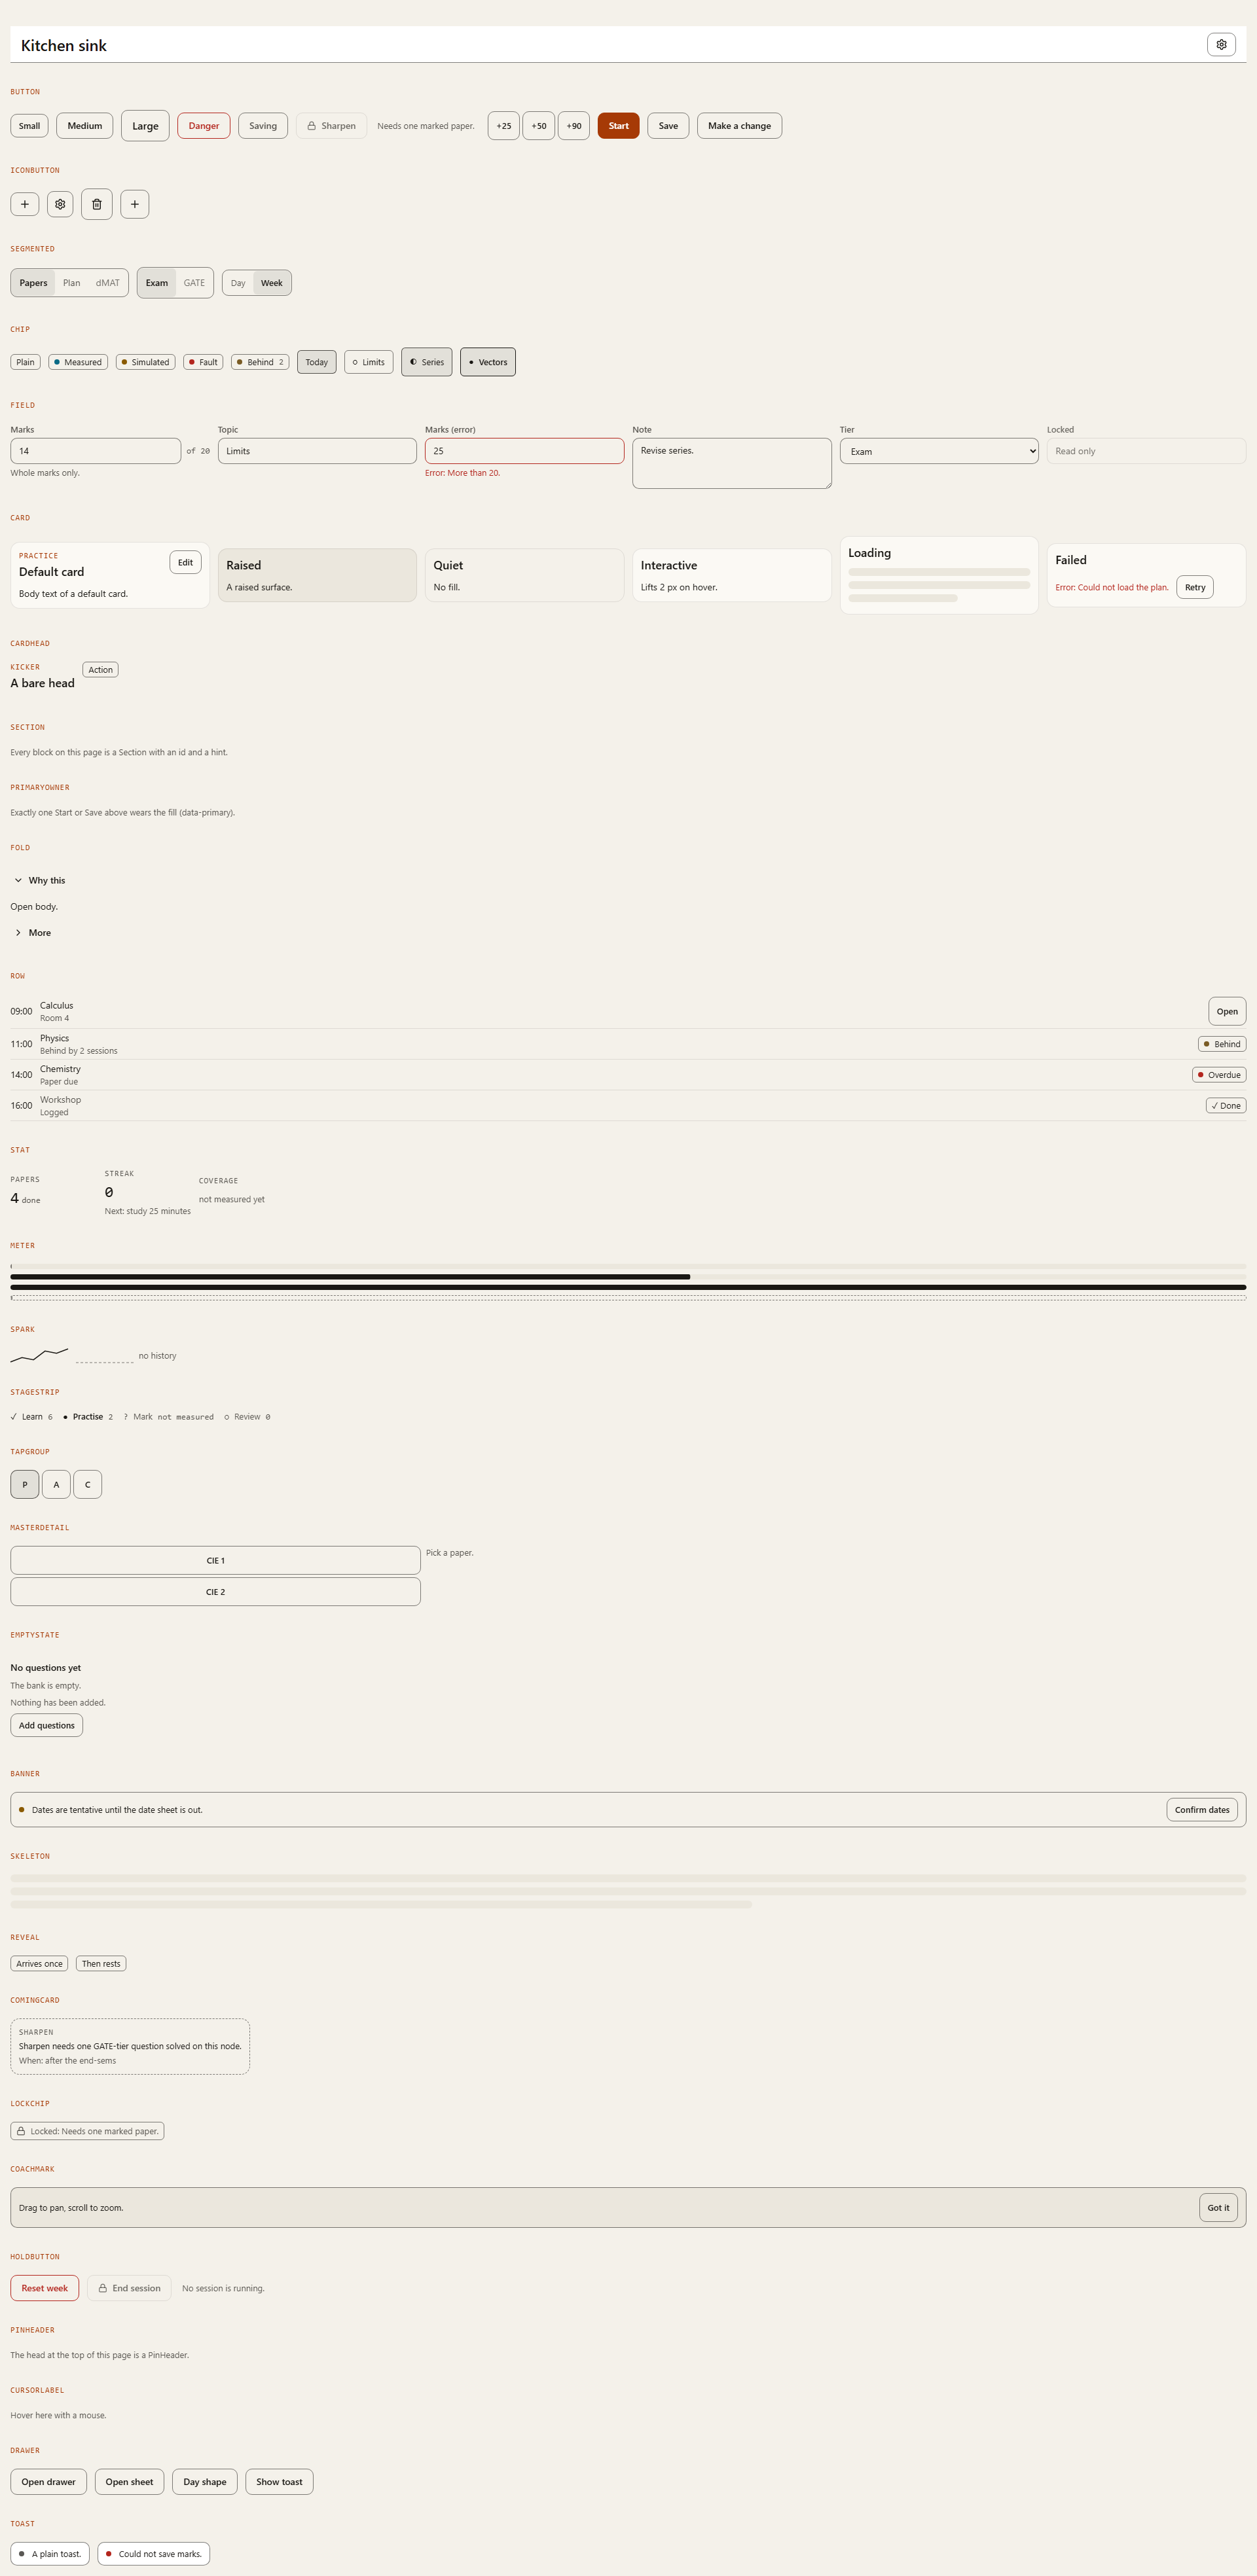 Kitchen sink
BUTTON
Small Medium Large Danger Saving Sharpen Needs one marked paper. +25 +50 +90 Start Save Make a change
ICONBUTTON
SEGMENTED
Papers Plan dMAT Exam GATE Day Week
CHIP
Plain Measured Simulated Fault Behind 2 Today Limits Series Vectors
FIELD
Marks Topic Marks (error) Note Tier Locked
14 of 20 Limits 25 Revise series. Exam Read only
Whole marks only. Error: More than 20.
CARD
PRACTICE
Default card
Edit
Body text of a default card.
Raised
A raised surface.
Quiet
No fill.
Interactive
Lifts 2 px on hover.
Loading
Failed
Error: Could not load the plan. Retry
CARDHEAD
KICKER
A bare head
Action
SECTION
Every block on this page is a Section with an id and a hint.
PRIMARYOWNER
Exactly one Start or Save above wears the fill (data-primary).
FOLD
Why this
Open body.
More
ROW
09:00 Calculus
Room 4
Open
11:00 Physics
Behind by 2 sessions
Behind
14:00 Chemistry
Paper due
Overdue
16:00 Workshop
Logged
✓ Done
STAT
PAPERS
4 done
STREAK
0
Next: study 25 minutes
COVERAGE
not measured yet
METER
SPARK
no history
STAGESTRIP
✓ Learn 6 Practise 2 ? Mark not measured Review 0
TAPGROUP
P A C
MASTERDETAIL
CIE 1
CIE 2
Pick a paper.
EMPTYSTATE
No questions yet
The bank is empty.
Nothing has been added.
Add questions
BANNER
Dates are tentative until the date sheet is out. Confirm dates
SKELETON
REVEAL
Arrives once Then rests
COMINGCARD
SHARPEN
Sharpen needs one GATE-tier question solved on this node.
When: after the end-sems
LOCKCHIP
Locked: Needs one marked paper.
COACHMARK
Drag to pan, scroll to zoom. Got it
HOLDBUTTON
Reset week End session No session is running.
PINHEADER
The head at the top of this page is a PinHeader.
CURSORLABEL
Hover here with a mouse.
DRAWER
Open drawer Open sheet Day shape Show toast
TOAST
A plain toast. Could not save marks.